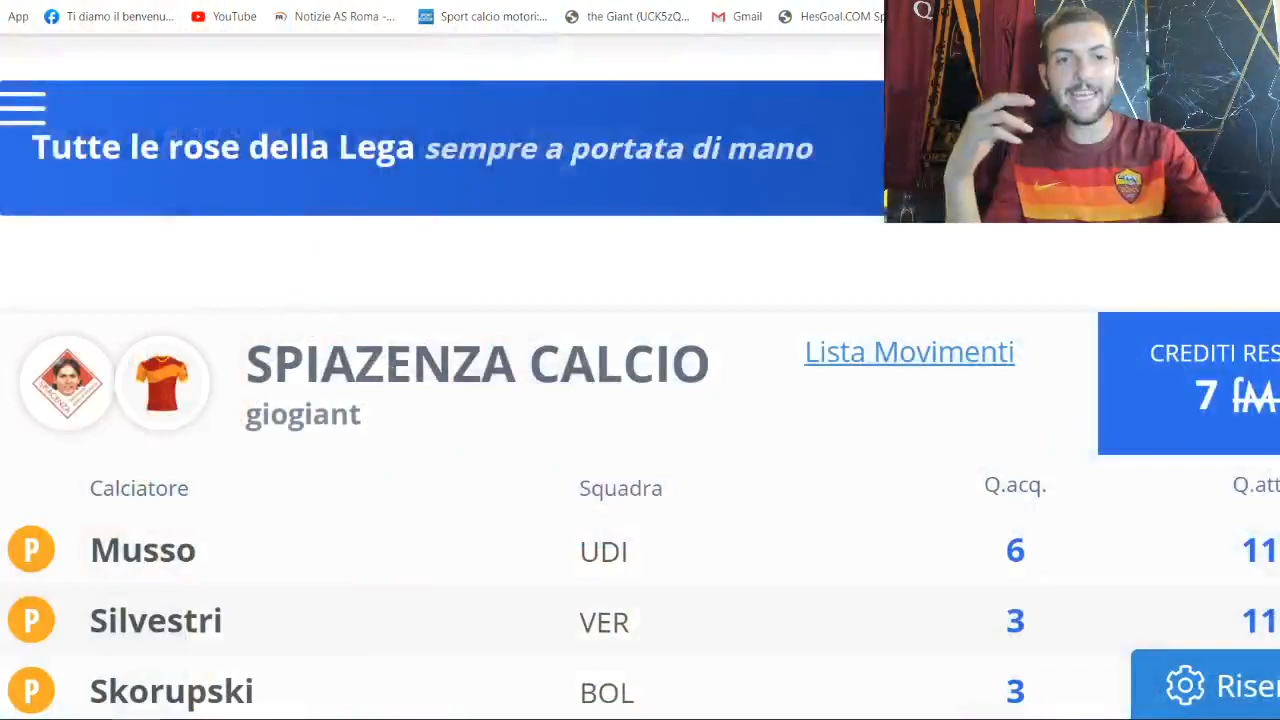 App Ti diamo il benven... YouTube Notizie AS Roma -... Sport calcio motori:... the Giant (UCK5zQ... Gmail HesGoal.COM Sp
Tutte le rose della Lega sempre a portata di mano
SPIAZENZA CALCIO
giogiant
Lista Movimenti
CREDITI RES
7
Calciatore Squadra Q.acq. Q.att
P Musso UDI 6 11
P Silvestri VER 3 11
P Skorupski BOL 3
Riser